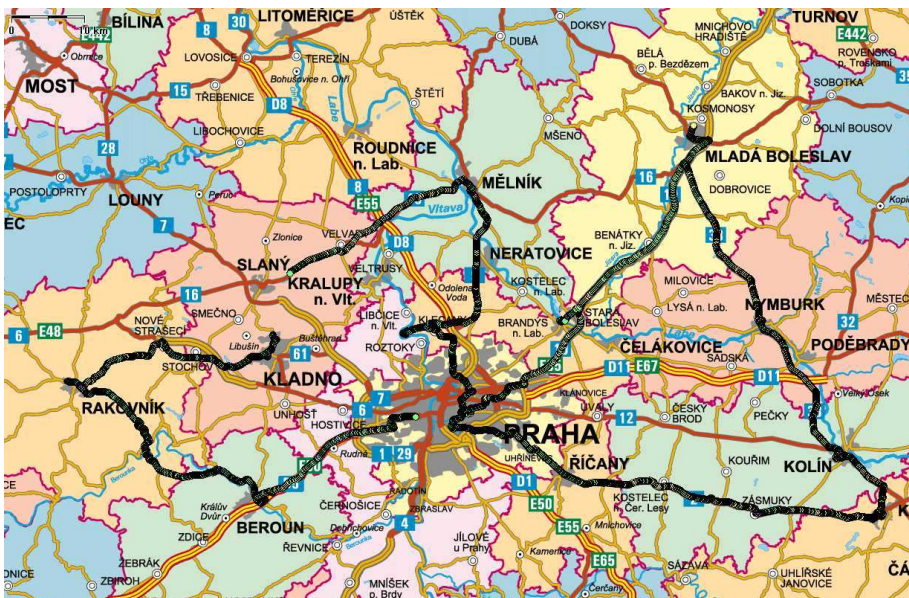 0 10 km
E442
BÍLINA
30
8
LITOMĚŘICE
ÚŠTĚK
DOKSY
MNICHOVO
HRADIŠTĚ
TURNOV
E442
Obrnice
MOST
LOVOSICE
TEREZÍN
Bohušovice n. Ohří
DUBÁ
BĚLÁ
p. Bezdězem
ROVENSKO
p. Troskami
15
TŘEBENICE
D8
Labe
ŠTĚTÍ
Jizera
BAKOV n. Jiz.
SOBOTKA
35
KOSMONOSY
28
LIBOCHOVICE
ROUDNICE
n. Lab.
MŠENO
DOLNÍ BOUSOV
MLADÁ BOLESLAV
POSTOLOPRTY
Peruc
8
E55
MĚLNÍK
16
DOBROVICE
LOUNY
Vltava
7
Zlonice
VELVARY
D8
NERATOVICE
BENÁTKY
n. Jiz.
SLANÝ
VELTRUSY
KOSTELEC
n. Lab.
KRALUPY
n. Vlt.
Odolena
Voda
MILOVICE
16
LIBČICE
n. Vlt.
STARÁ
BOLESLAV
LYSÁ n. Lab.
NYMBURK
MĚSTEC
6
E48
NOVÉ
STRAŠECÍ
SMEČNO
BRANDÝS
n. Lab.
Labe
32
Libušín
Buštěhrad
ROZTOKY
ČELÁKOVICE
SADSKÁ
PODĚBRADY
STOCHOV
61
KLADNO
D11
E67
D11
7
KLÁNOVICE
Velký Osek
RAKOVNÍK
UNHOŠŤ
HOSTIVICE
6
ÚVALY
12
ČESKÝ
BROD
PEČKY
PRAHA
Rudná
1
29
UHŘÍNĚVES
ŘÍČANY
KOUŘIM
KOLÍN
Berounka
D1
RADOTÍN
Králův
Dvůr
ČERNOŠICE
ZBRASLAV
E50
KOSTELEC
n. Čer. Lesy
ZÁSMUKY
BEROUN
4
Dobřichovice
E55
Mnichovice
ZDICE
ŘEVNICE
JÍLOVÉ
u Prahy
Berounka
Kamenice
ŽEBRÁK
E65
SÁZAVA
UHLÍŘSKÉ
JANOVICE
ZBIROH
MNÍŠEK
p. Brdy
Čerčany